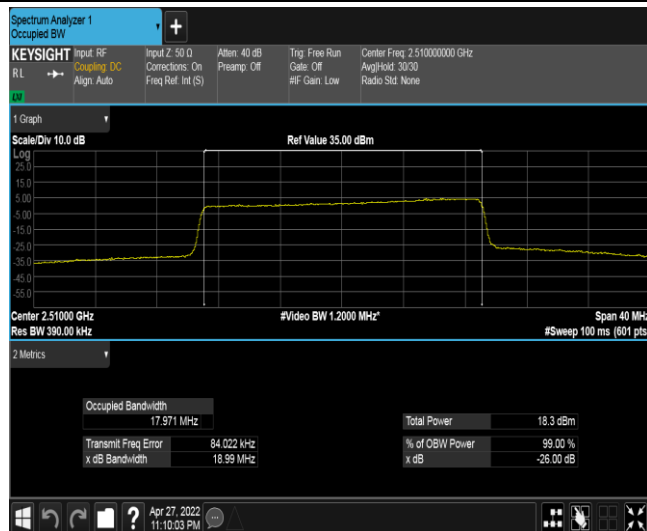 Spectrum Analyzer 1
Occupied BW
+
KEYSIGHT Input: RF Input Z: 50 Ω Atten: 40 dB Trig: Free Run Center Freq: 2.510000000 GHz
RL Coupling: DC Corrections: On Preamp: Off Gate: Off Avg|Hold: 30/30
Align: Auto Freq Ref: Int (S) #IF Gain: Low Radio Std: None
1 Graph
Scale/Div 10.0 dB Ref Value 35.00 dBm
Log
25.0
15.0
5.00
-5.00
-15.0
-25.0
-35.0
-45.0
-55.0
Center 2.51000 GHz #Video BW 1.2000 MHz* Span 40 MHz
Res BW 390.00 kHz #Sweep 100 ms (601 pts
2 Metrics
Occupied Bandwidth
17.971 MHz Total Power 18.3 dBm
Transmit Freq Error 84.022 kHz % of OBW Power 99.00 %
x dB Bandwidth 18.99 MHz x dB -26.00 dB
? Apr 27, 2022
11:10:03 PM